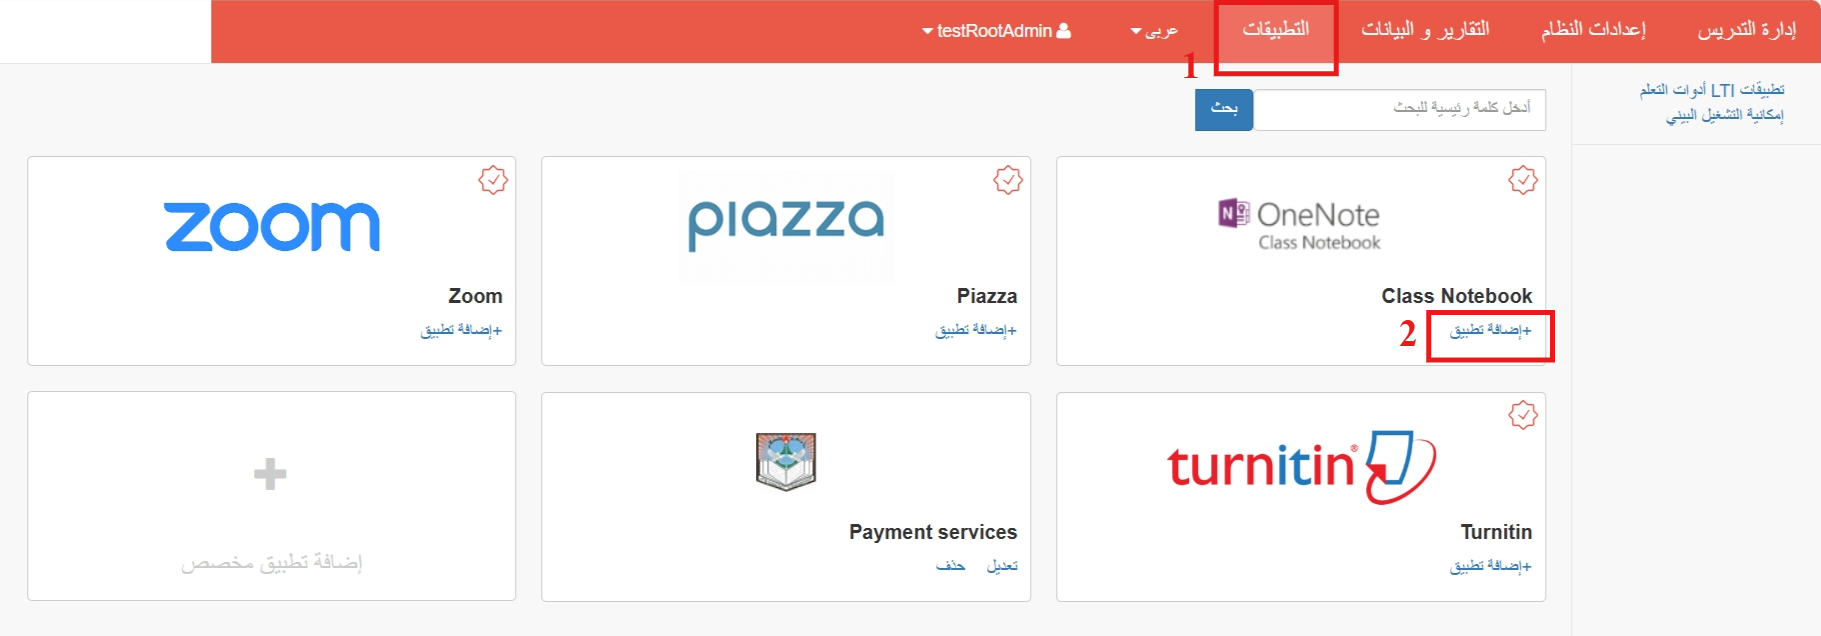 إدارة التدريس
إعدادات النظام
التقارير و البيانات
التطبيقات
عربى
testRootAdmin
1
تطبيقات LTI أدوات التعلم
إمكانية التشغيل البيني
أدخل كلمة رئيسية للبحث
بحث
N OneNote
Class Notebook
Class Notebook
+إضافة تطبيق
2
piazza
Piazza
+إضافة تطبيق
zoom
Zoom
+إضافة تطبيق
turnitin®
Turnitin
+إضافة تطبيق
Payment services
تعديل حذف
إضافة تطبيق مخصص